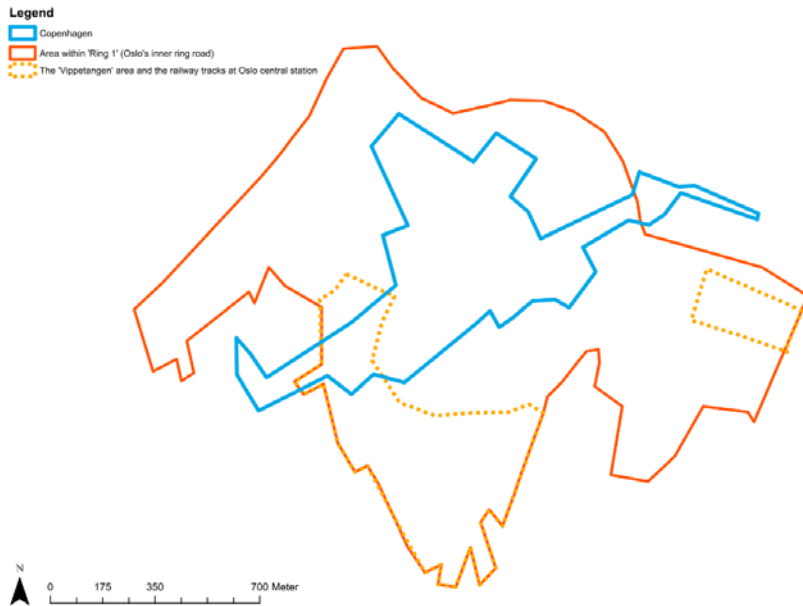 Legend
Copenhagen
Area within 'Ring 1' (Oslo's inner ring road)
The 'Vippetangen' area and the railway tracks at Oslo central station
N
0 175 350 700 Meter